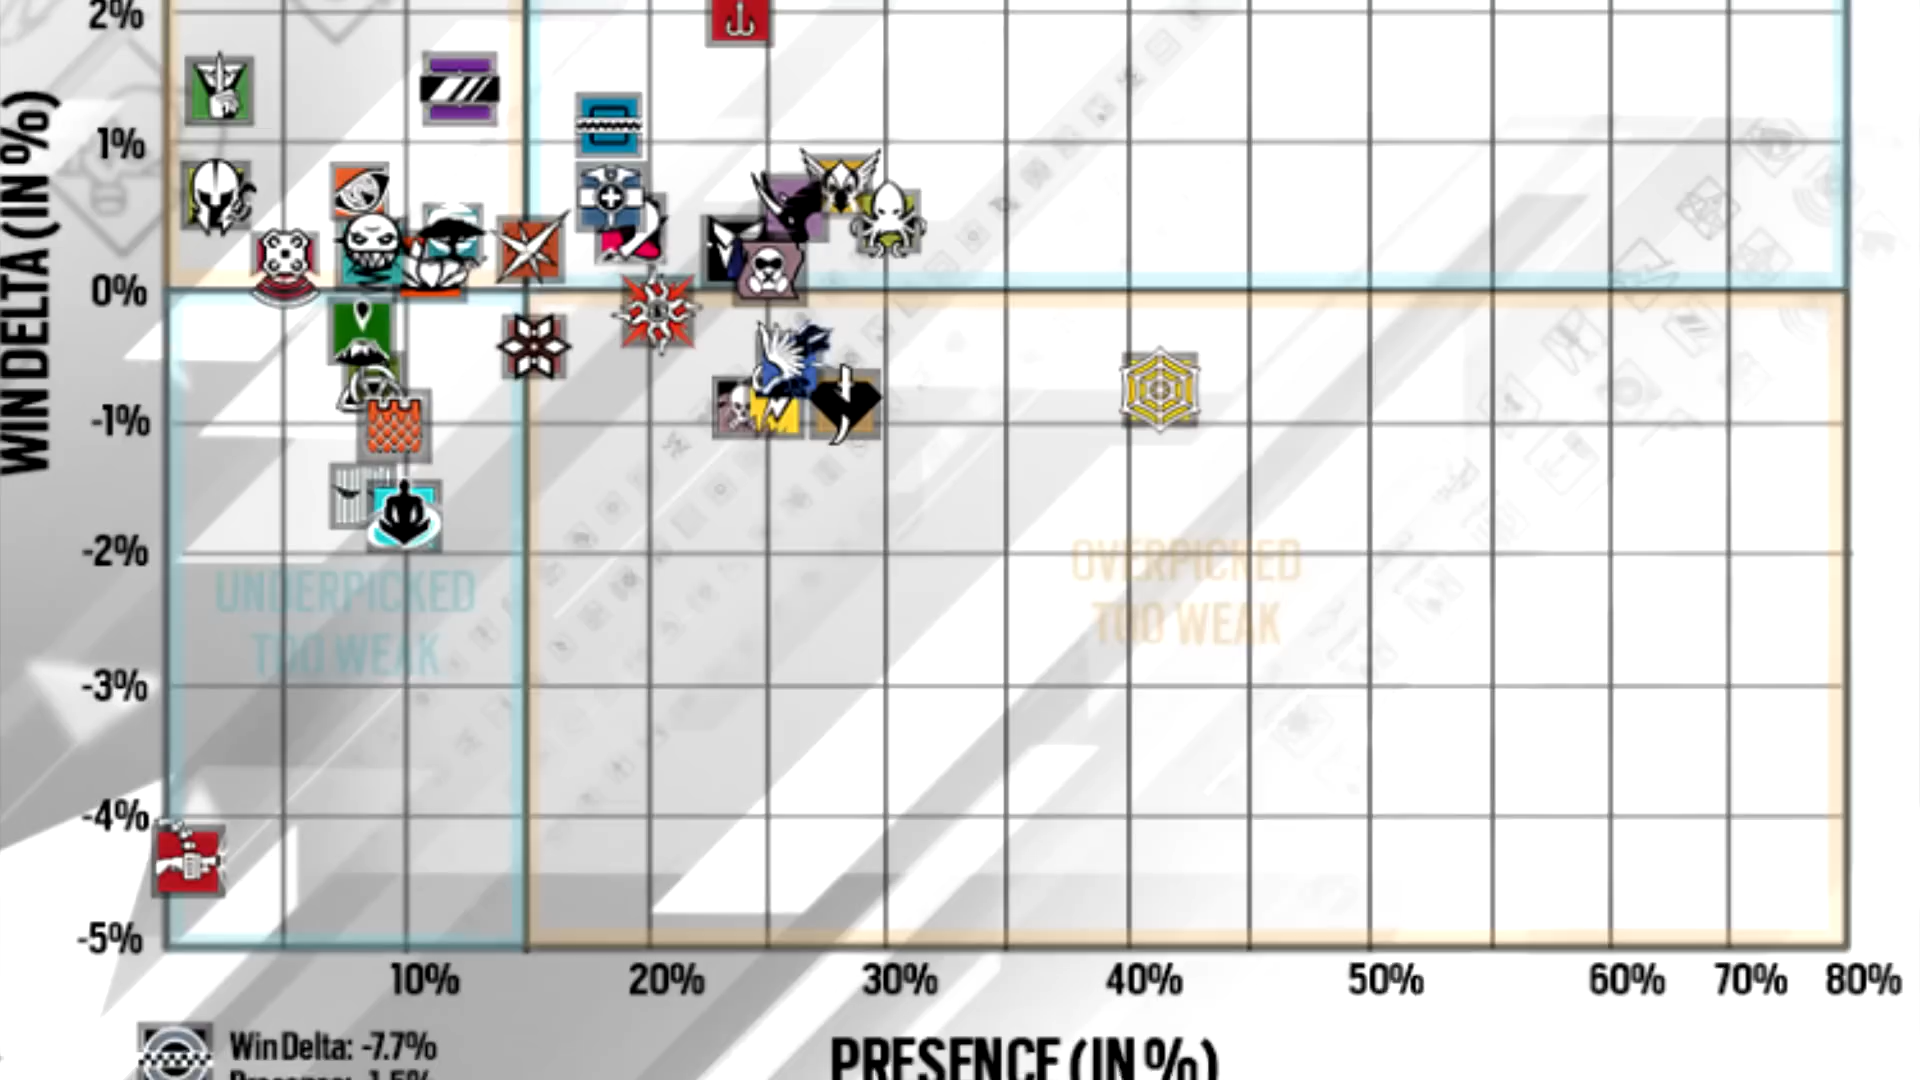 2%
1%
0%
-1%
-2%
-3%
-4%
-5%
WIN DELTA (IN %)
UNDERPICKED
TOO WEAK
OVERPICKED
TOO WEAK
10% 20% 30% 40% 50% 60% 70% 80%
Win Delta: -7.7%
PRESENCE (IN %)